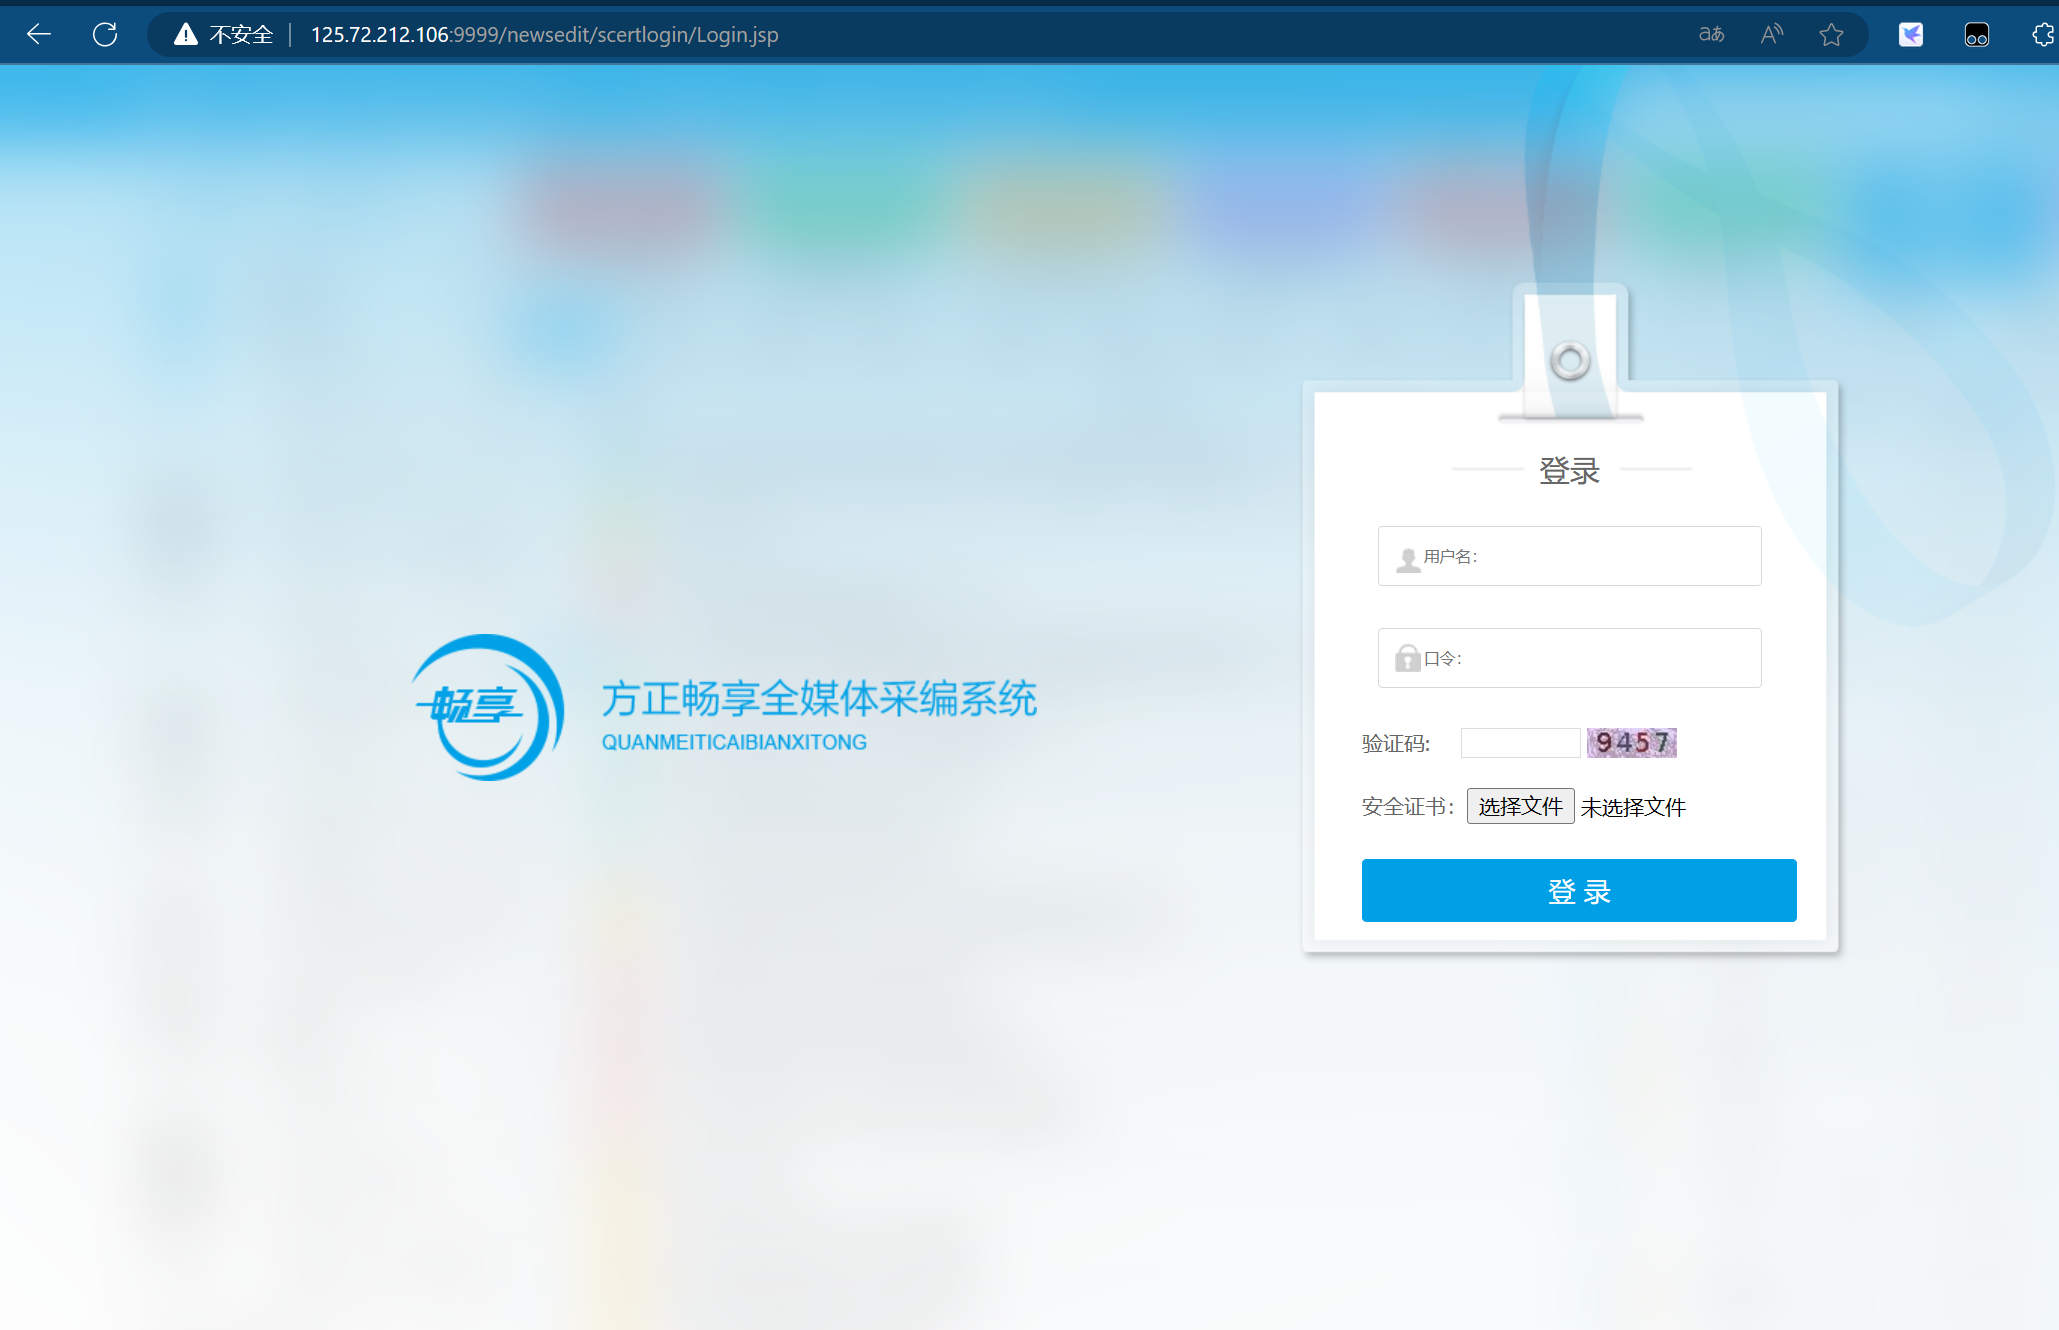 不安全 125.72.212.106:9999/newsedit/scertlogin/Login.jsp
登录
用户名:
口令:
畅享
方正畅享全媒体采编系统
QUANMEITICAIBIANXITONG
验证码: 9457
安全证书: 选择文件 未选择文件
登 录